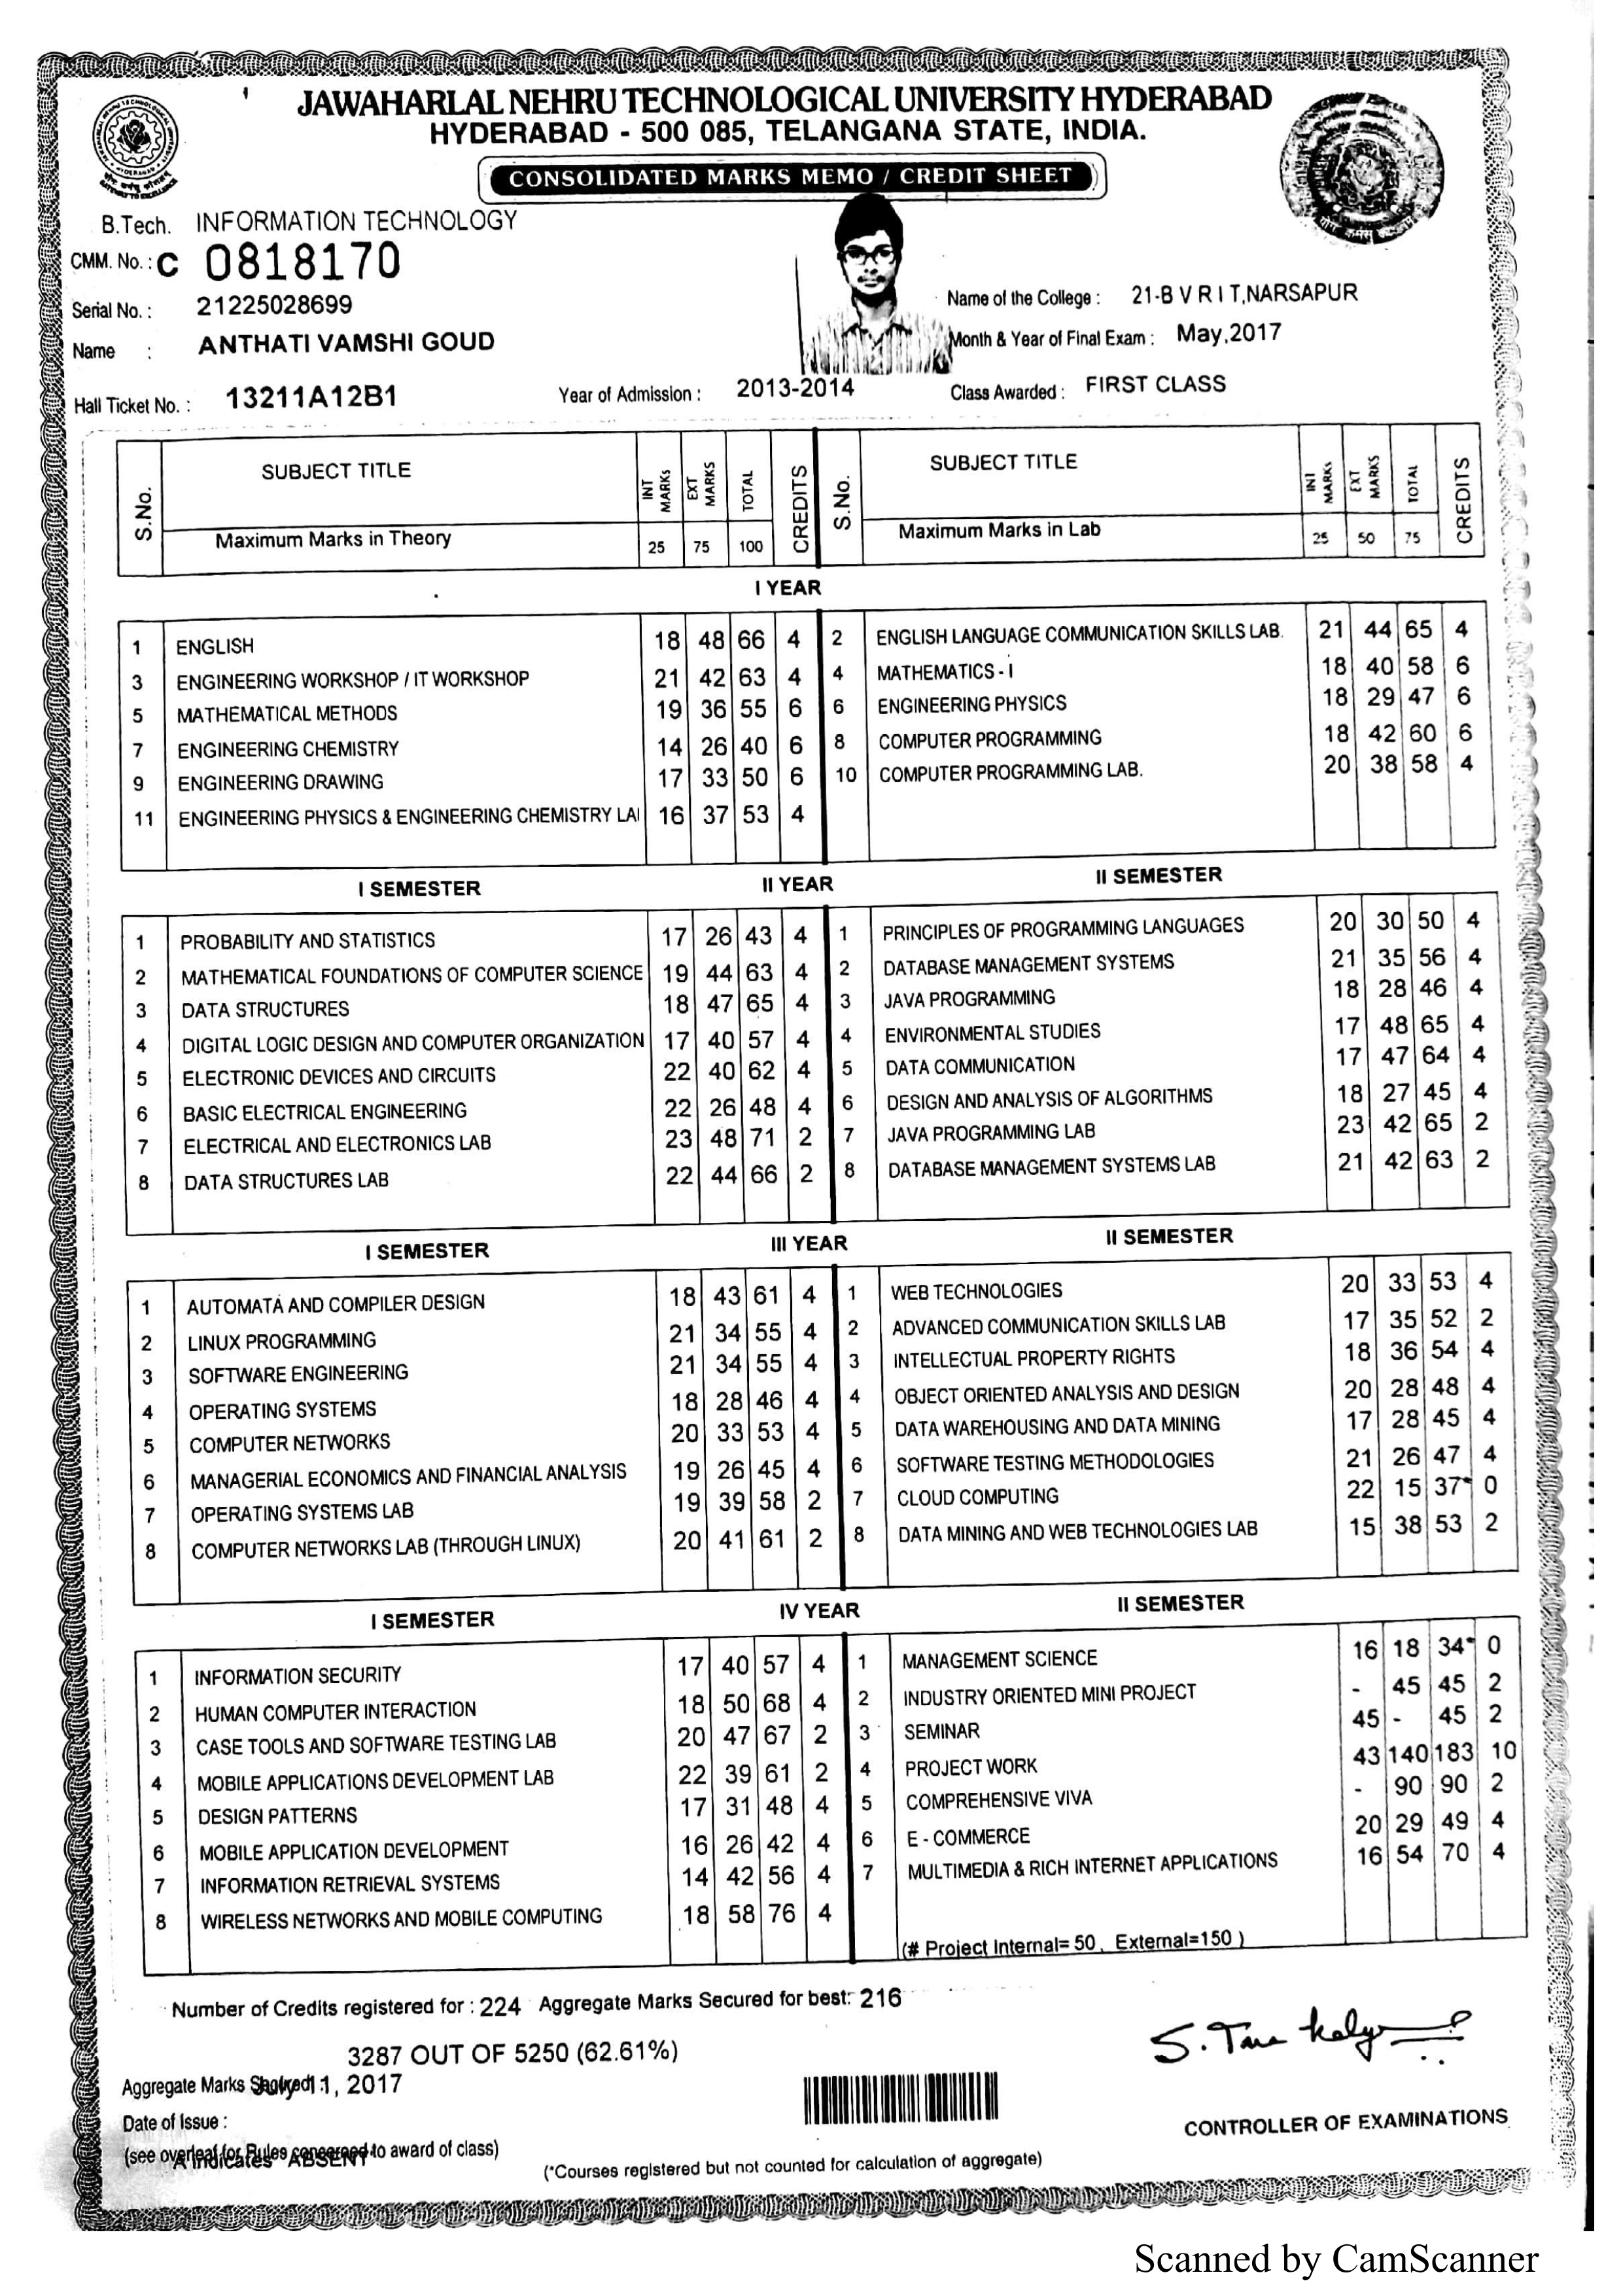 JAWAHARLAL NEHRU TECHNOLOGICAL UNIVERSITY HYDERABAD
HYDERABAD - 500 085, TELANGANA STATE, INDIA.
CONSOLIDATED MARKS MEMO / CREDIT SHEET
B.Tech. INFORMATION TECHNOLOGY
CMM. No. : C 0818170
Serial No. : 21225028699
Name of the College : 21-B V R I T,NARSAPUR
Name : ANTHATI VAMSHI GOUD
Month & Year of Final Exam : May,2017
Hall Ticket No. : 13211A12B1 Year of Admission : 2013-2014 Class Awarded : FIRST CLASS
S.No. SUBJECT TITLE INT MARKS EXT MARKS TOTAL CREDITS S.No. SUBJECT TITLE INT MARKS EXT MARKS TOTAL CREDITS
Maximum Marks in Theory 25 75 100 Maximum Marks in Lab 25 50 75
I YEAR
1 ENGLISH 18 48 66 4 2 ENGLISH LANGUAGE COMMUNICATION SKILLS LAB. 21 44 65 4
3 ENGINEERING WORKSHOP / IT WORKSHOP 21 42 63 4 4 MATHEMATICS - I 18 40 58 6
5 MATHEMATICAL METHODS 19 36 55 6 6 ENGINEERING PHYSICS 18 29 47 6
7 ENGINEERING CHEMISTRY 14 26 40 6 8 COMPUTER PROGRAMMING 18 42 60 6
9 ENGINEERING DRAWING 17 33 50 6 10 COMPUTER PROGRAMMING LAB. 20 38 58 4
11 ENGINEERING PHYSICS & ENGINEERING CHEMISTRY LA 16 37 53 4
I SEMESTER II YEAR II SEMESTER
1 PROBABILITY AND STATISTICS 17 26 43 4 1 PRINCIPLES OF PROGRAMMING LANGUAGES 20 30 50 4
2 MATHEMATICAL FOUNDATIONS OF COMPUTER SCIENCE 19 44 63 4 2 DATABASE MANAGEMENT SYSTEMS 21 35 56 4
3 DATA STRUCTURES 18 47 65 4 3 JAVA PROGRAMMING 18 28 46 4
4 DIGITAL LOGIC DESIGN AND COMPUTER ORGANIZATION 17 40 57 4 4 ENVIRONMENTAL STUDIES 17 48 65 4
5 ELECTRONIC DEVICES AND CIRCUITS 22 40 62 4 5 DATA COMMUNICATION 17 47 64 4
6 BASIC ELECTRICAL ENGINEERING 22 26 48 4 6 DESIGN AND ANALYSIS OF ALGORITHMS 18 27 45 4
7 ELECTRICAL AND ELECTRONICS LAB 23 48 71 2 7 JAVA PROGRAMMING LAB 23 42 65 2
8 DATA STRUCTURES LAB 22 44 66 2 8 DATABASE MANAGEMENT SYSTEMS LAB 21 42 63 2
I SEMESTER III YEAR II SEMESTER
1 AUTOMATA AND COMPILER DESIGN 18 43 61 4 1 WEB TECHNOLOGIES 20 33 53 4
2 LINUX PROGRAMMING 21 34 55 4 2 ADVANCED COMMUNICATION SKILLS LAB 17 35 52 2
3 SOFTWARE ENGINEERING 21 34 55 4 3 INTELLECTUAL PROPERTY RIGHTS 18 36 54 4
4 OPERATING SYSTEMS 18 28 46 4 4 OBJECT ORIENTED ANALYSIS AND DESIGN 20 28 48 4
5 COMPUTER NETWORKS 20 33 53 4 5 DATA WAREHOUSING AND DATA MINING 17 28 45 4
6 MANAGERIAL ECONOMICS AND FINANCIAL ANALYSIS 19 26 45 4 6 SOFTWARE TESTING METHODOLOGIES 21 26 47 4
7 OPERATING SYSTEMS LAB 19 39 58 2 7 CLOUD COMPUTING 22 15 37* 0
8 COMPUTER NETWORKS LAB (THROUGH LINUX) 20 41 61 2 8 DATA MINING AND WEB TECHNOLOGIES LAB 15 38 53 2
I SEMESTER IV YEAR II SEMESTER
1 INFORMATION SECURITY 17 40 57 4 1 MANAGEMENT SCIENCE 16 18 34* 0
2 HUMAN COMPUTER INTERACTION 18 50 68 4 2 INDUSTRY ORIENTED MINI PROJECT - 45 45 2
3 CASE TOOLS AND SOFTWARE TESTING LAB 20 47 67 2 3 SEMINAR 45 - 45 2
4 MOBILE APPLICATIONS DEVELOPMENT LAB 22 39 61 2 4 PROJECT WORK 43 140 183 10
5 DESIGN PATTERNS 17 31 48 4 5 COMPREHENSIVE VIVA - 90 90 2
6 MOBILE APPLICATION DEVELOPMENT 16 26 42 4 6 E - COMMERCE 20 29 49 4
7 INFORMATION RETRIEVAL SYSTEMS 14 42 56 4 7 MULTIMEDIA & RICH INTERNET APPLICATIONS 16 54 70 4
8 WIRELESS NETWORKS AND MOBILE COMPUTING 18 58 76 4
(# Project Internal= 50 , External=150 )
Number of Credits registered for : 224 Aggregate Marks Secured for best: 216
3287 OUT OF 5250 (62.61%)
Aggregate Marks 1, 2017
Date of Issue :
CONTROLLER OF EXAMINATIONS
(see overleaf for Rules concerned to award of class)
A Indicates ABSENT
(*Courses registered but not counted for calculation of aggregate)
Scanned by CamScanner